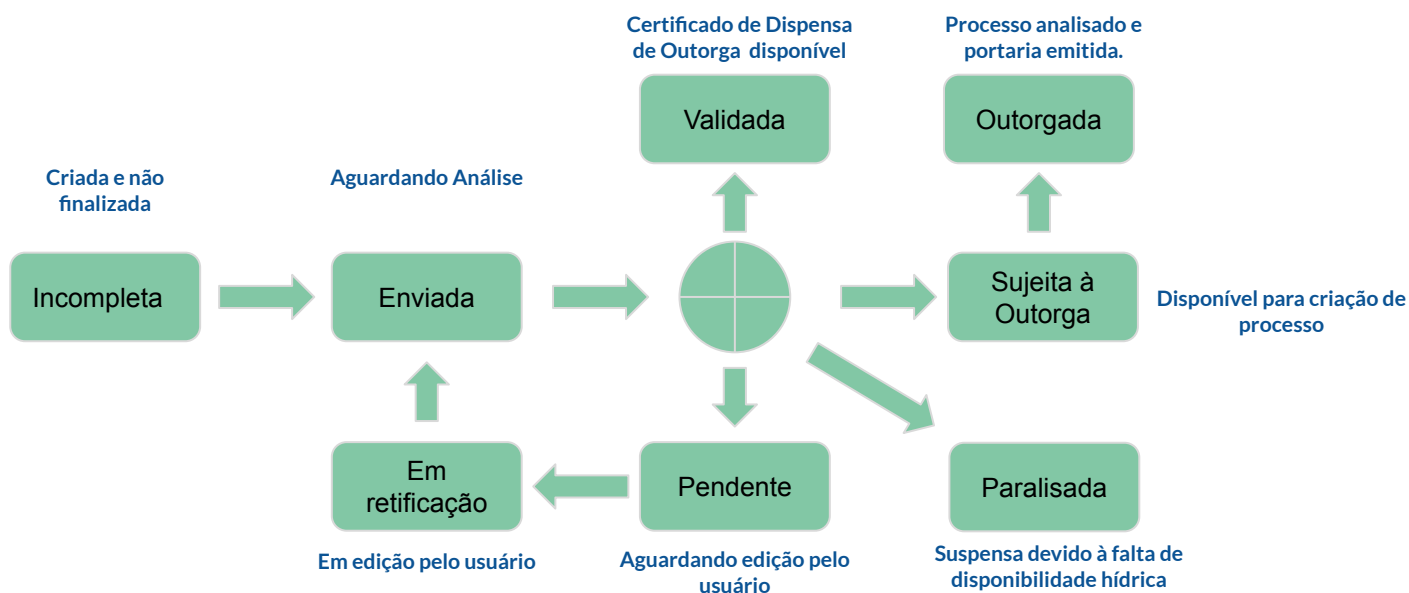 Certificado de Dispensa
de Outorga disponível
Processo analisado e
portaria emitida.
Validada
Outorgada
Criada e não
finalizada
Aguardando Análise
Incompleta
Enviada
Sujeita à
Outorga
Disponível para criação de
processo
Em
retificação
Pendente
Paralisada
Em edição pelo usuário
Aguardando edição pelo
usuário
Suspensa devido à falta de
disponibilidade hídrica